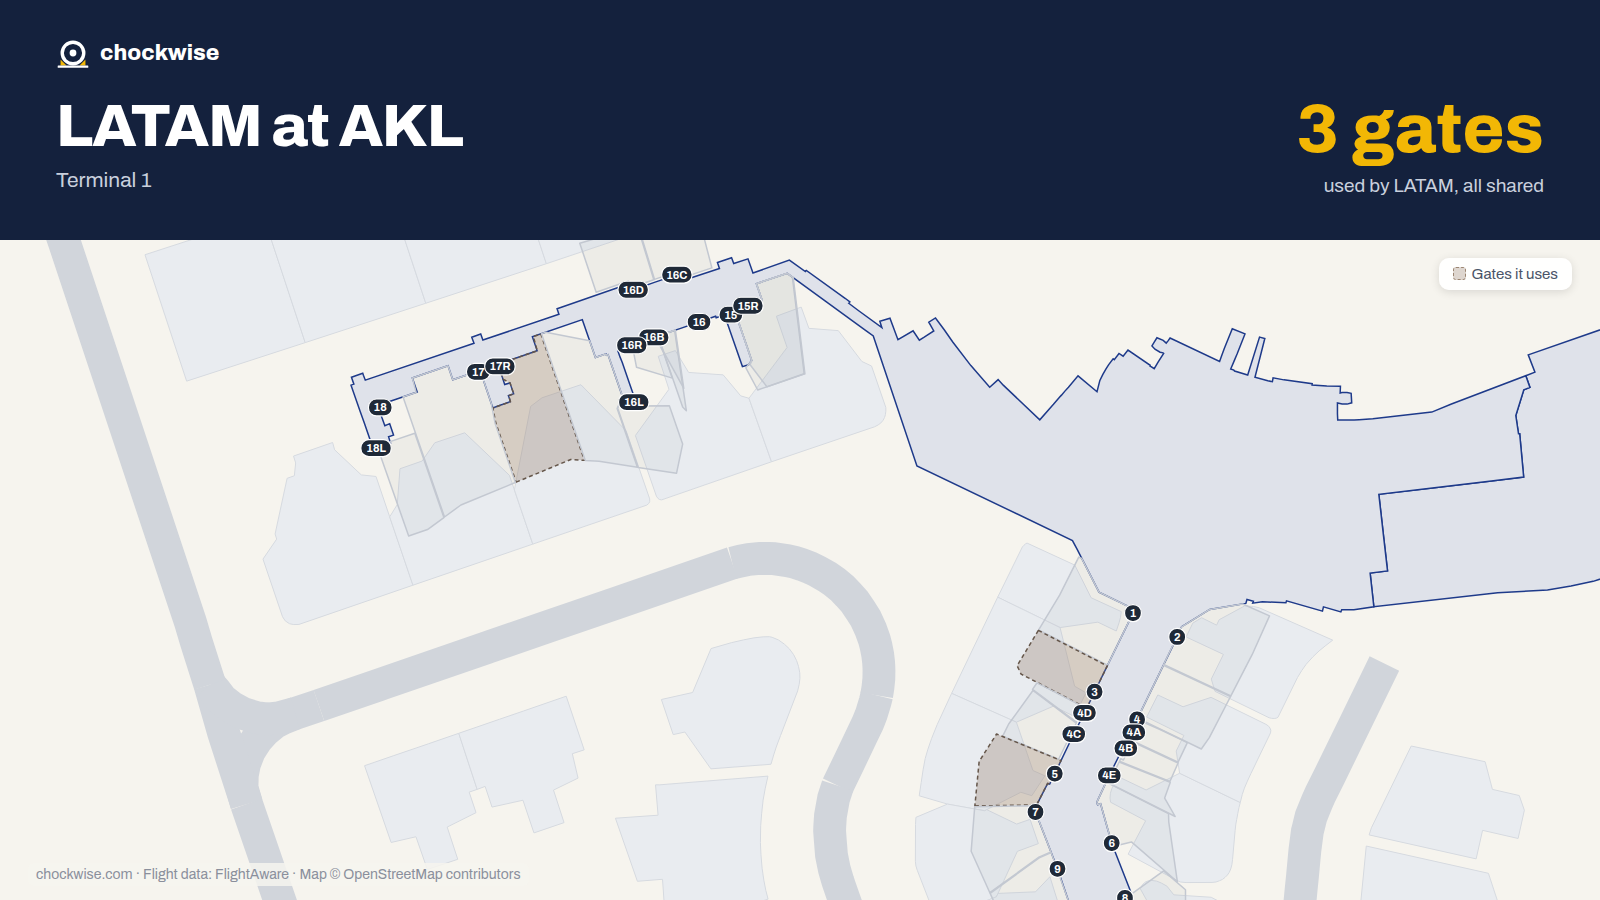 chockwise
LATAM at AKL
Terminal 1
3 gates
used by LATAM, all shared
Gates it uses
16C
16D
15R
15
16
16B
16R
17R
17
16L
18
18L
1
2
3
4D
4
4A
4C
4B
5
4E
7
6
9
8
chockwise.com · Flight data: FlightAware · Map © OpenStreetMap contributors